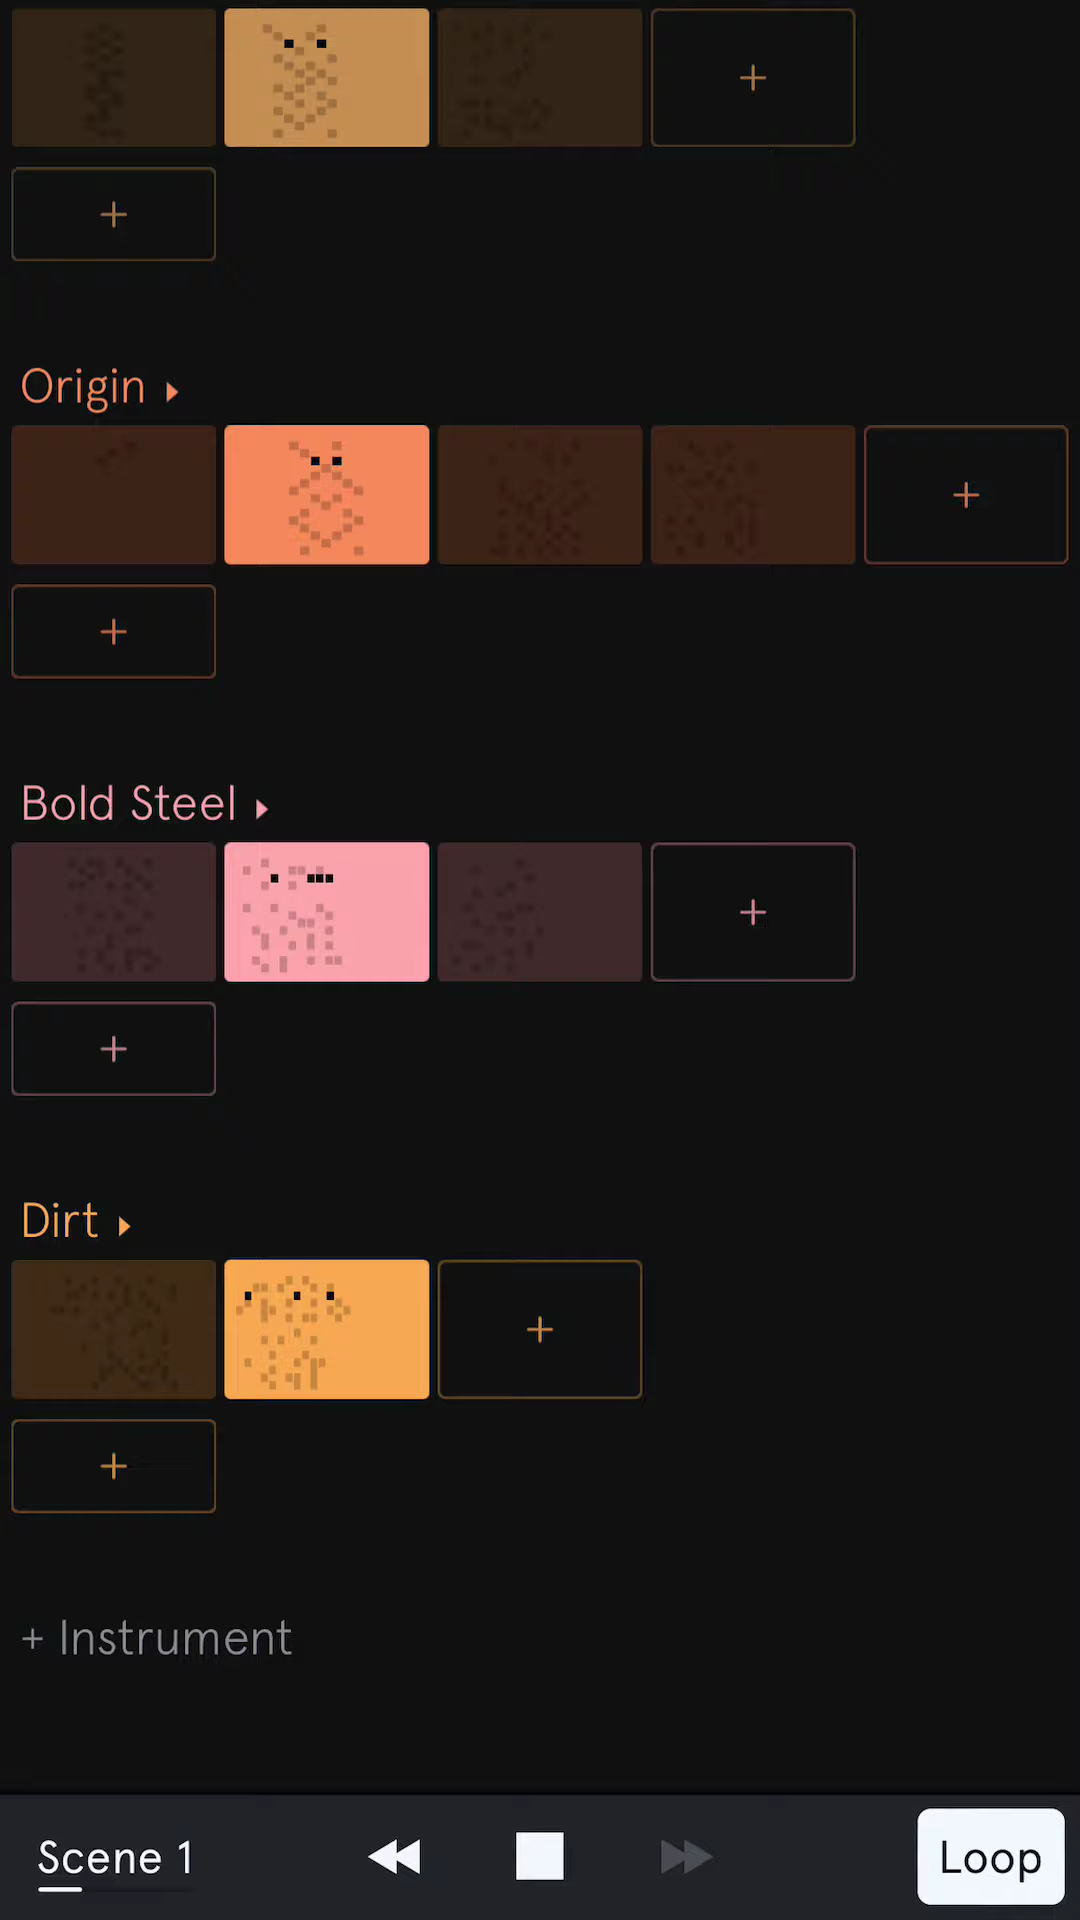 Origin
Bold Steel
Dirt
+ Instrument
Scene 1
Loop